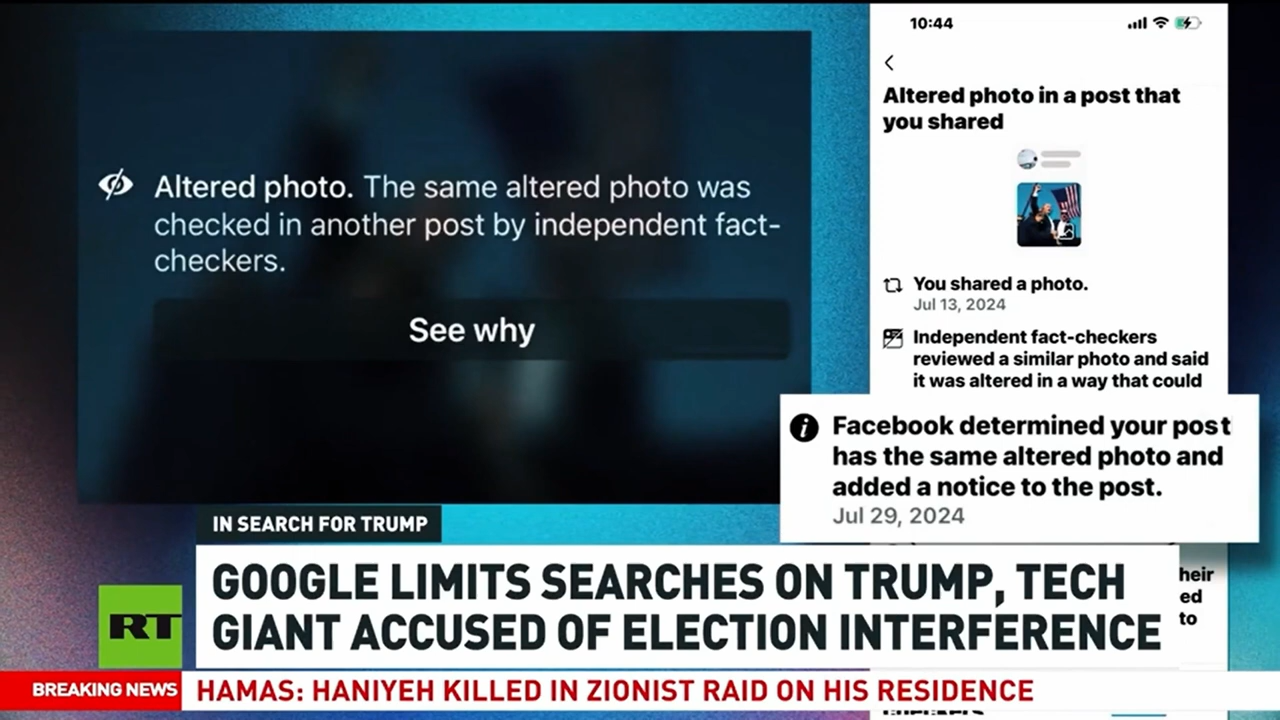 Altered photo. The same altered photo was
checked in another post by independent fact-
checkers.
See why
10:44
Altered photo in a post that
you shared
You shared a photo.
Jul 13, 2024
Independent fact-checkers
reviewed a similar photo and said
it was altered in a way that could
Facebook determined your post
has the same altered photo and
added a notice to the post.
Jul 29, 2024
IN SEARCH FOR TRUMP
GOOGLE LIMITS SEARCHES ON TRUMP, TECH
GIANT ACCUSED OF ELECTION INTERFERENCE
heir
ed
to
RT
BREAKING NEWS
HAMAS: HANIYEH KILLED IN ZIONIST RAID ON HIS RESIDENCE